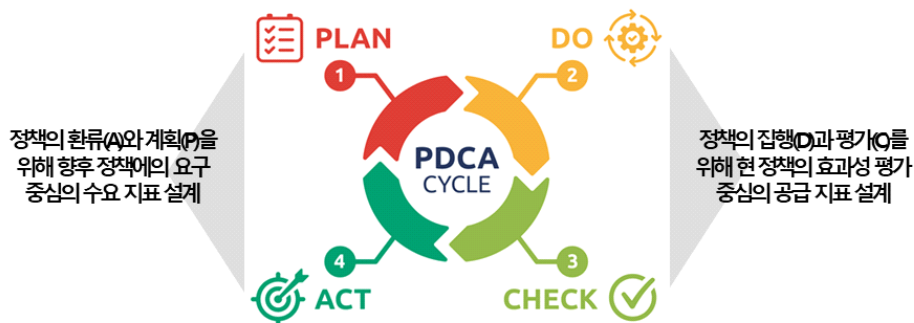 PLAN
1
DO
2
정책의 환류(A)와 계획(P)을
위해 향후 정책에의 요구
중심의 수요 지표 설계
PDCA
CYCLE
정책의 집행(D)과 평가(C)를
위해 현 정책의 효과성 평가
중심의 공급 지표 설계
4
ACT
3
CHECK